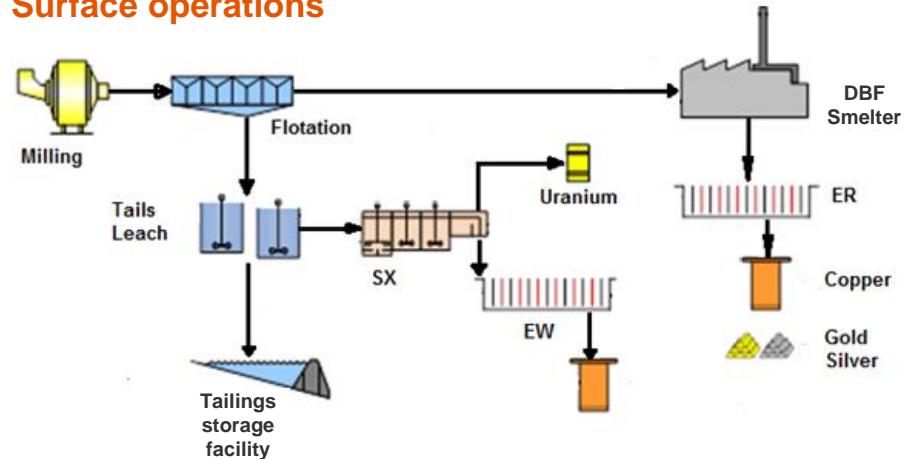 Surface operations
DBF
Smelter
Flotation
Milling
Uranium
ER
Tails
Leach
SX
Copper
EW
Gold
Silver
Tailings
storage
facility